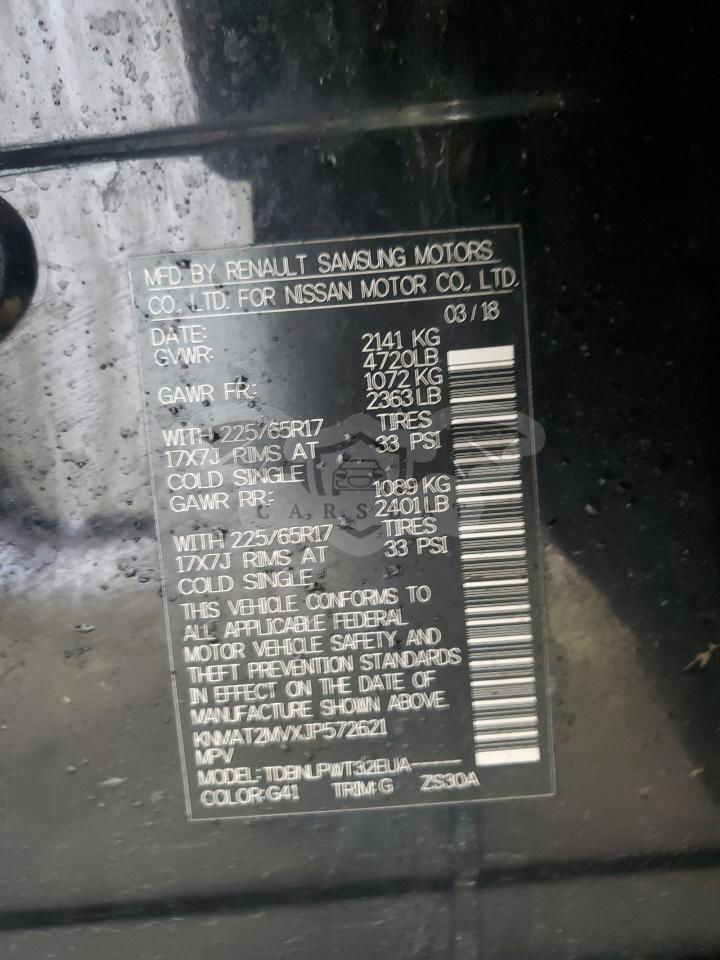 MFD BY RENAULT SAMSUNG MOTORS
CO., LTD. FOR NISSAN MOTOR CO., LTD.
DATE: 03 / 18
GVWR: 2141 KG
4720LB
GAWR FR: 1072 KG
2363 LB
WITH 225/65R17 TIRES
17X7J RIMS AT 33 PSI
COLD SINGLE
GAWR RR: 1089 KG
2401 LB
WITH 225/65R17 TIRES
17X7J RIMS AT 33 PSI
COLD SINGLE
THIS VEHICLE CONFORMS TO
ALL APPLICABLE FEDERAL
MOTOR VEHICLE SAFETY AND
THEFT PREVENTION STANDARDS
IN EFFECT ON THE DATE OF
MANUFACTURE SHOWN ABOVE.
KNMAT2MVXJP572621
MPV
MODEL: TDBNLPWT32EUA-----
COLOR:G41 TRIM:G ZS30A